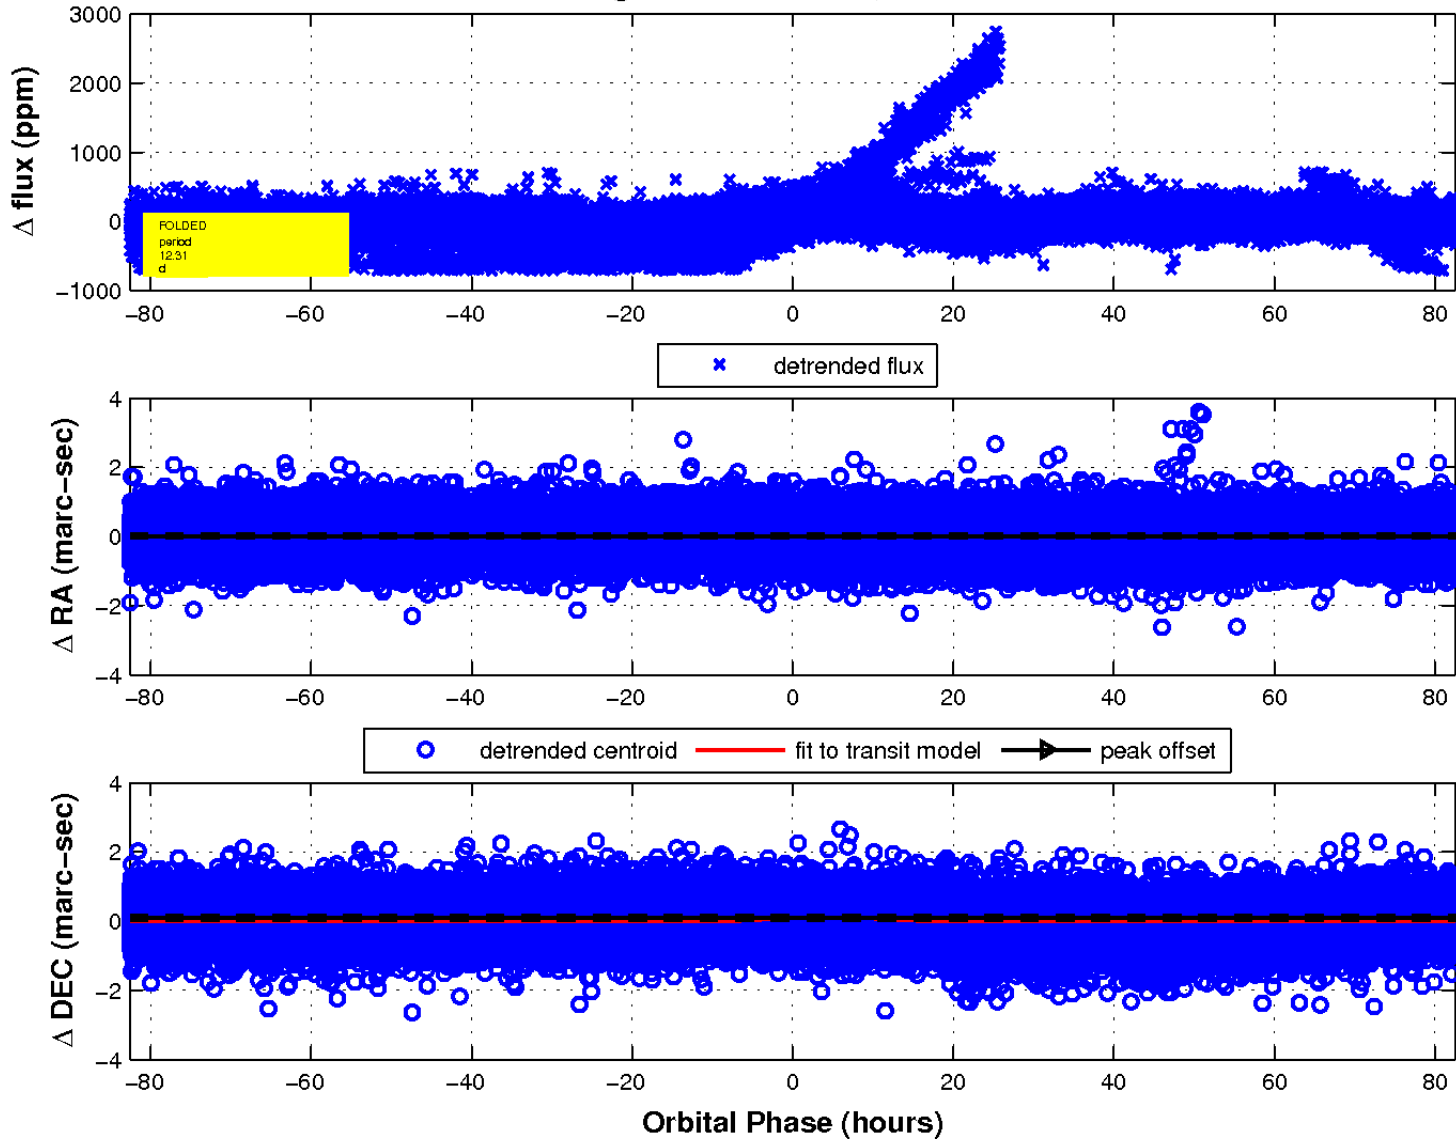 3000
2000
1000
0
−1000
Δ flux (ppm)
FOLDED
period
12.31
d
−80 −60 −40 −20 0 20 40 60 80
detrended flux
4
2
0
−2
−4
Δ RA (marc−sec)
−80 −60 −40 −20 0 20 40 60 80
detrended centroid fit to transit model peak offset
4
2
0
−2
−4
Δ DEC (marc−sec)
−80 −60 −40 −20 0 20 40 60 80
Orbital Phase (hours)